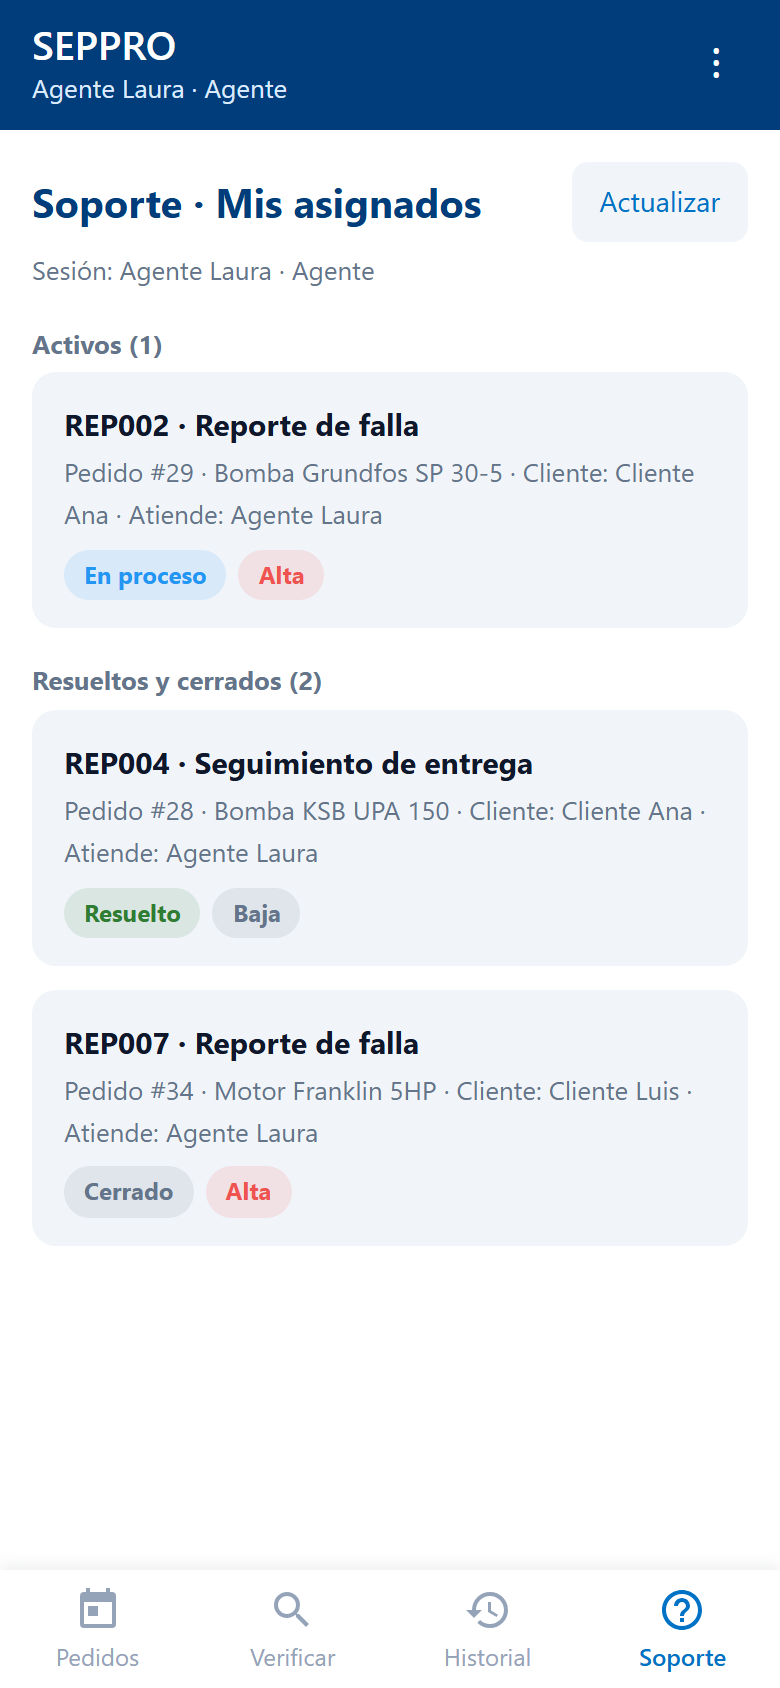 SEPPRO
Agente Laura · Agente
Soporte · Mis asignados
Actualizar
Sesión: Agente Laura · Agente
Activos (1)
REP002 · Reporte de falla
Pedido #29 · Bomba Grundfos SP 30-5 · Cliente: Cliente
Ana · Atiende: Agente Laura
En proceso
Alta
Resueltos y cerrados (2)
REP004 · Seguimiento de entrega
Pedido #28 · Bomba KSB UPA 150 · Cliente: Cliente Ana ·
Atiende: Agente Laura
Resuelto
Baja
REP007 · Reporte de falla
Pedido #34 · Motor Franklin 5HP · Cliente: Cliente Luis ·
Atiende: Agente Laura
Cerrado
Alta
Pedidos
Verificar
Historial
Soporte